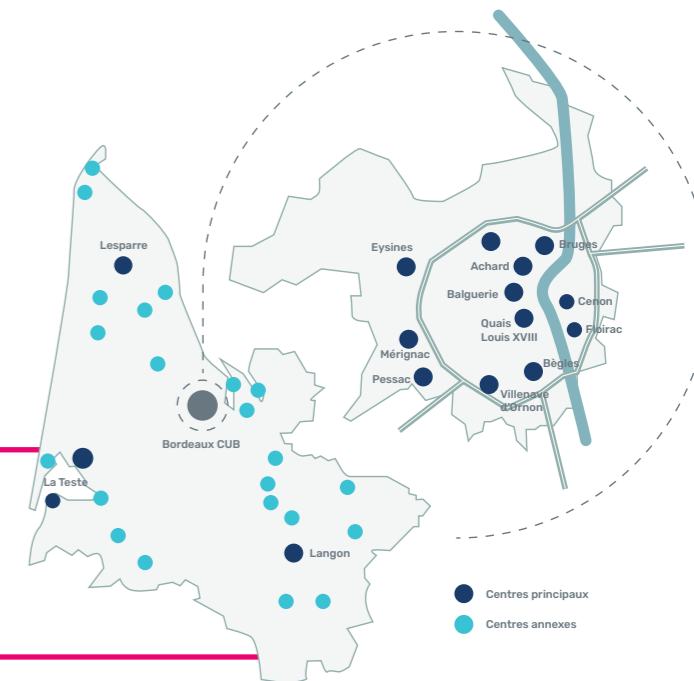 Lesparre
Bordeaux CUB
La Teste
Langon
Eysines
Bruges
Achard
Balguerie
Cenon
Quais
Louis XVIII
Floirac
Mérignac
Bègles
Pessac
Villenave
d'Ornon
Centres principaux
Centres annexes